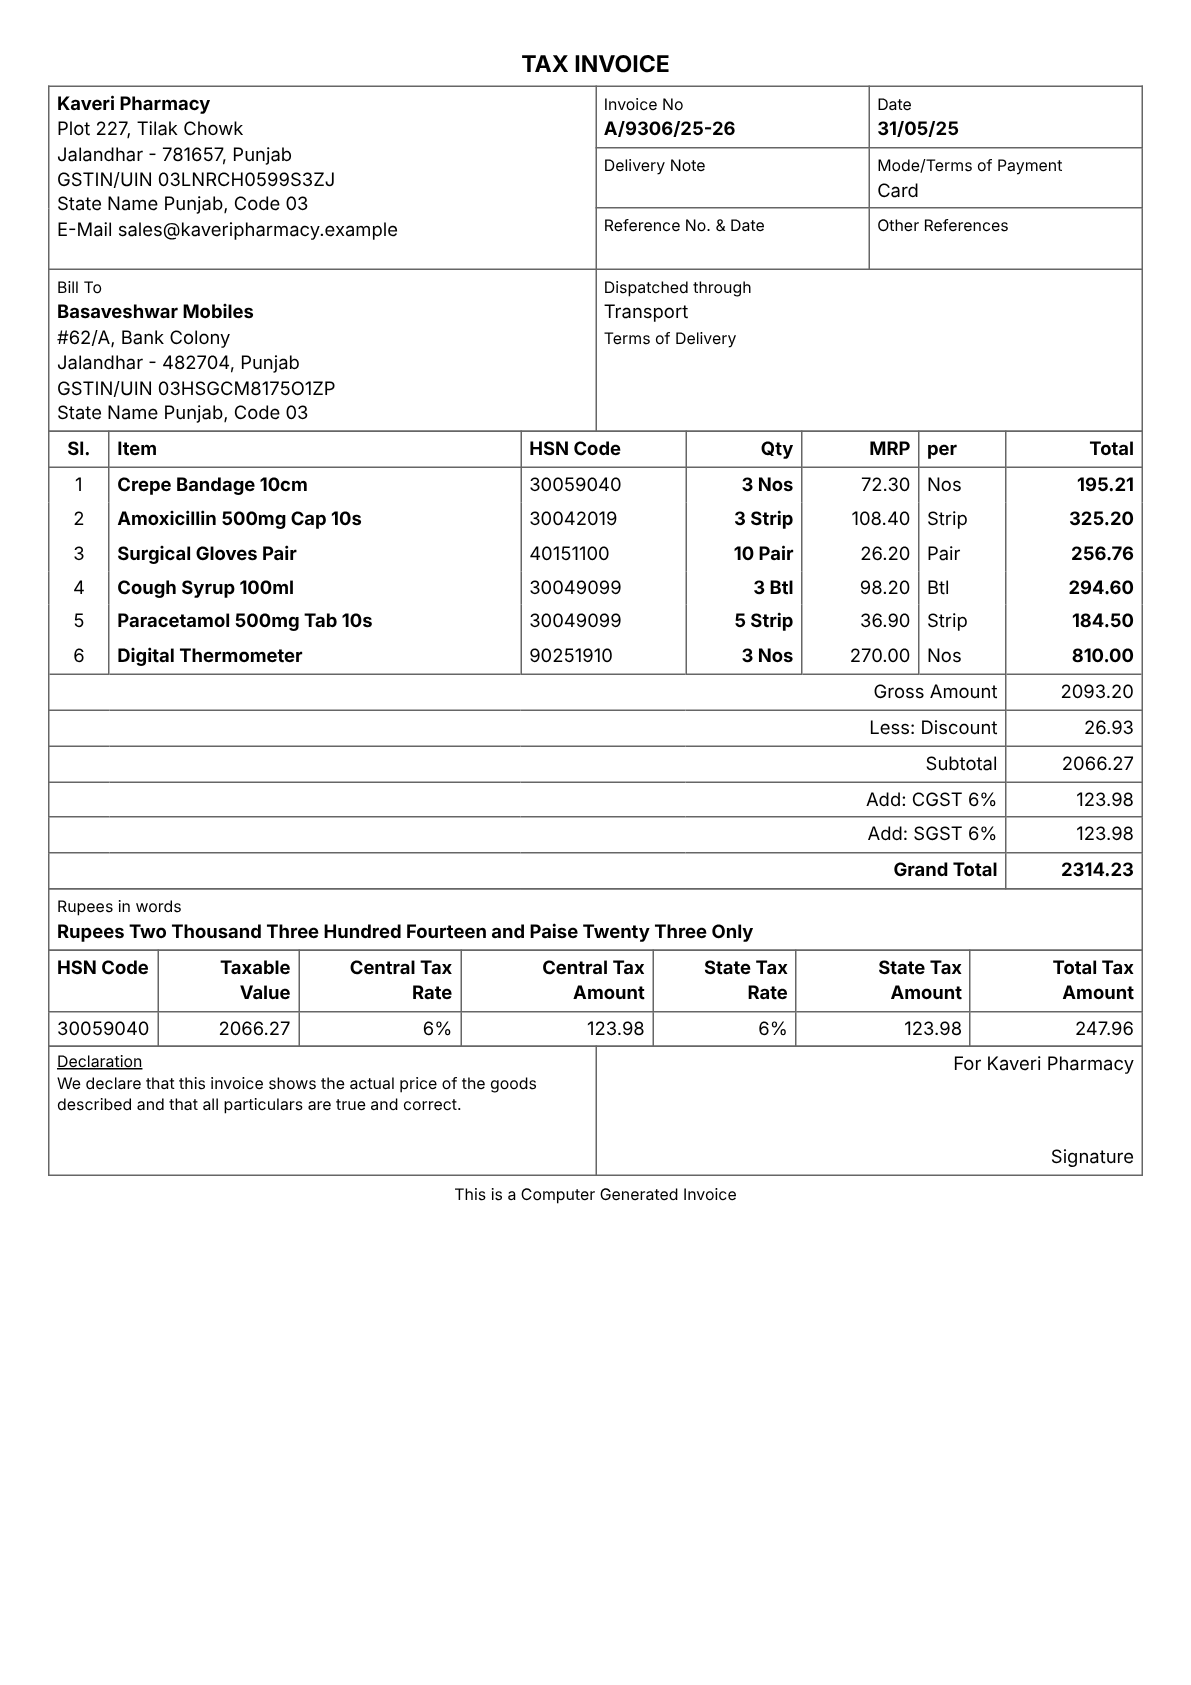 TAX INVOICE
Kaveri Pharmacy
Plot 227, Tilak Chowk
Jalandhar - 781657, Punjab
GSTIN/UIN 03LNRCH0599S3ZJ
State Name Punjab, Code 03
E-Mail sales@kaveripharmacy.example
Invoice No
A/9306/25-26
Date
31/05/25
Delivery Note
Mode/Terms of Payment
Card
Reference No. & Date
Other References
Bill To
Basaveshwar Mobiles
#62/A, Bank Colony
Jalandhar - 482704, Punjab
GSTIN/UIN 03HSGCM8175O1ZP
State Name Punjab, Code 03
Dispatched through
Transport
Terms of Delivery
Sl. Item HSN Code Qty MRP per Total
1 Crepe Bandage 10cm 30059040 3 Nos 72.30 Nos 195.21
2 Amoxicillin 500mg Cap 10s 30042019 3 Strip 108.40 Strip 325.20
3 Surgical Gloves Pair 40151100 10 Pair 26.20 Pair 256.76
4 Cough Syrup 100ml 30049099 3 Btl 98.20 Btl 294.60
5 Paracetamol 500mg Tab 10s 30049099 5 Strip 36.90 Strip 184.50
6 Digital Thermometer 90251910 3 Nos 270.00 Nos 810.00
Gross Amount 2093.20
Less: Discount 26.93
Subtotal 2066.27
Add: CGST 6% 123.98
Add: SGST 6% 123.98
Grand Total 2314.23
Rupees in words
Rupees Two Thousand Three Hundred Fourteen and Paise Twenty Three Only
HSN Code Taxable Central Tax Central Tax State Tax State Tax Total Tax
Value Rate Amount Rate Amount Amount
30059040 2066.27 6% 123.98 6% 123.98 247.96
Declaration
We declare that this invoice shows the actual price of the goods
described and that all particulars are true and correct.
For Kaveri Pharmacy
Signature
This is a Computer Generated Invoice